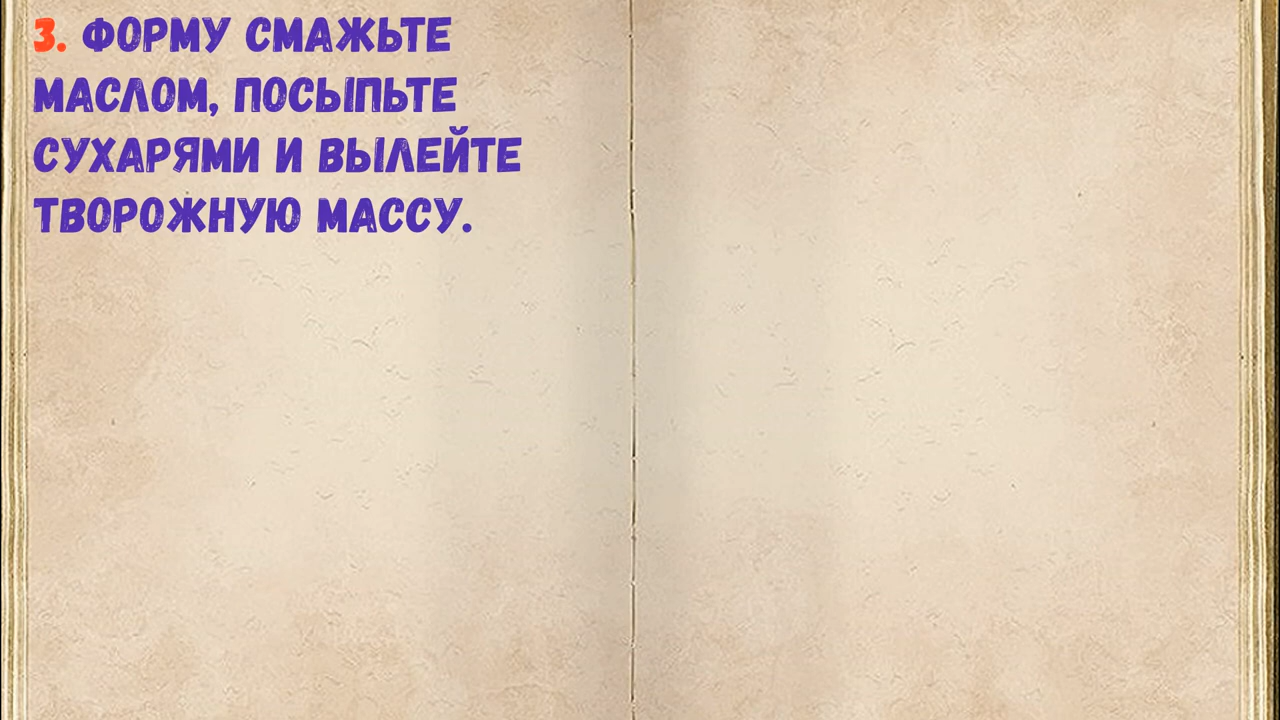 3. ФОРМУ СМАЖЬТЕ
МАСЛОМ, ПОСЫПЬТЕ
СУХАРЯМИ И ВЫЛЕЙТЕ
ТВОРОЖНУЮ МАССУ.